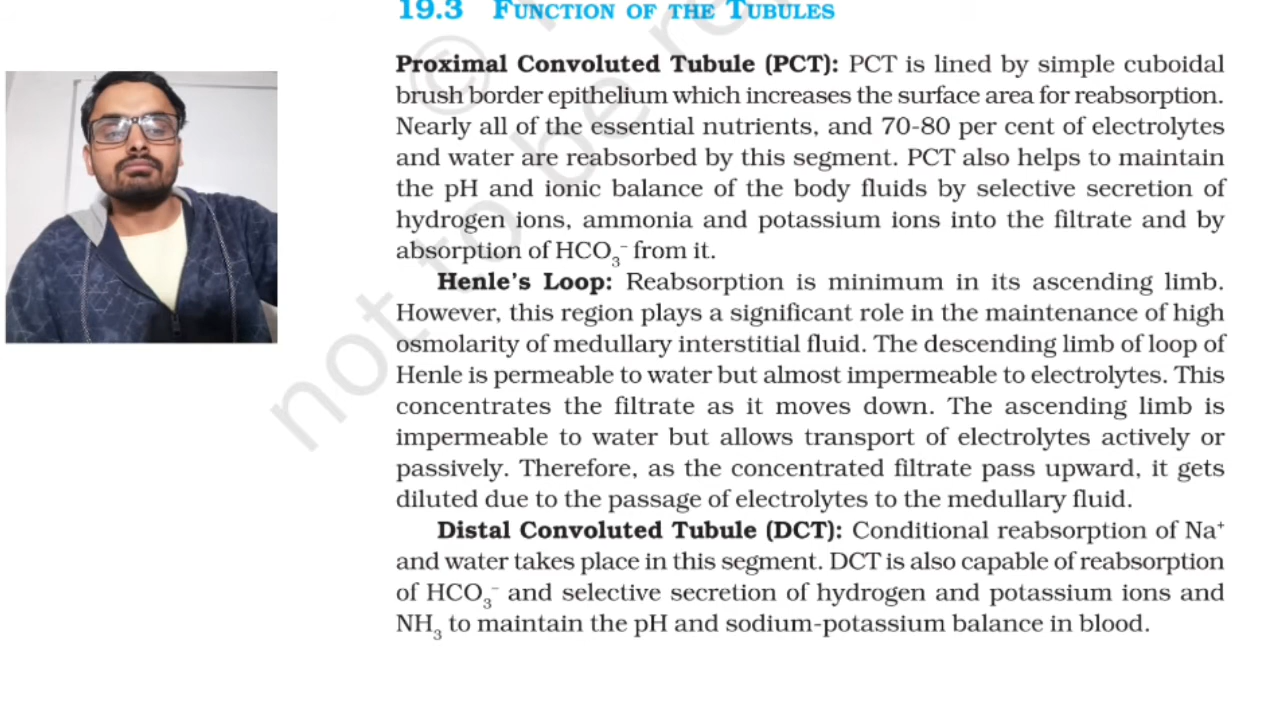 19.3 FUNCTION OF THE TUBULES
Proximal Convoluted Tubule (PCT): PCT is lined by simple cuboidal
brush border epithelium which increases the surface area for reabsorption.
Nearly all of the essential nutrients, and 70-80 per cent of electrolytes
and water are reabsorbed by this segment. PCT also helps to maintain
the pH and ionic balance of the body fluids by selective secretion of
hydrogen ions, ammonia and potassium ions into the filtrate and by
absorption of HCO₃⁻ from it.
Henle's Loop: Reabsorption is minimum in its ascending limb.
However, this region plays a significant role in the maintenance of high
osmolarity of medullary interstitial fluid. The descending limb of loop of
Henle is permeable to water but almost impermeable to electrolytes. This
concentrates the filtrate as it moves down. The ascending limb is
impermeable to water but allows transport of electrolytes actively or
passively. Therefore, as the concentrated filtrate pass upward, it gets
diluted due to the passage of electrolytes to the medullary fluid.
Distal Convoluted Tubule (DCT): Conditional reabsorption of Na⁺
and water takes place in this segment. DCT is also capable of reabsorption
of HCO₃⁻ and selective secretion of hydrogen and potassium ions and
NH₃ to maintain the pH and sodium-potassium balance in blood.
©
not to be re